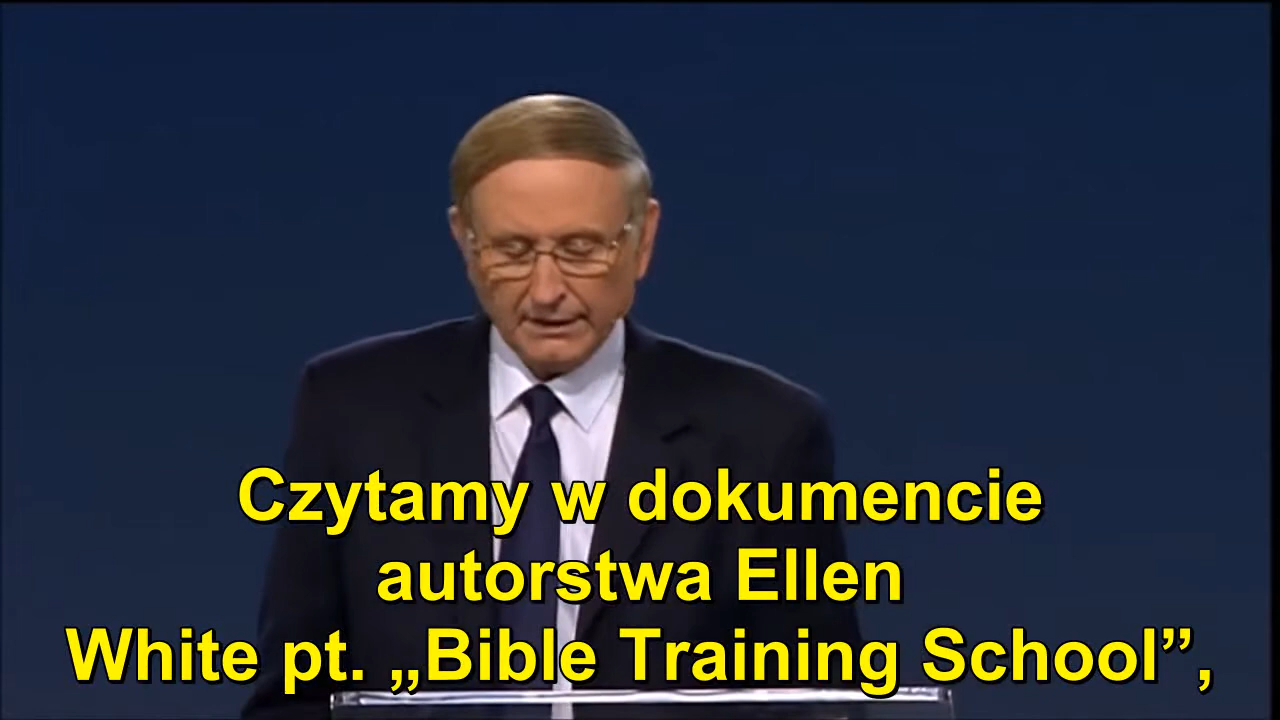 Czytamy w dokumencie
autorstwa Ellen
White pt. „Bible Training School”,